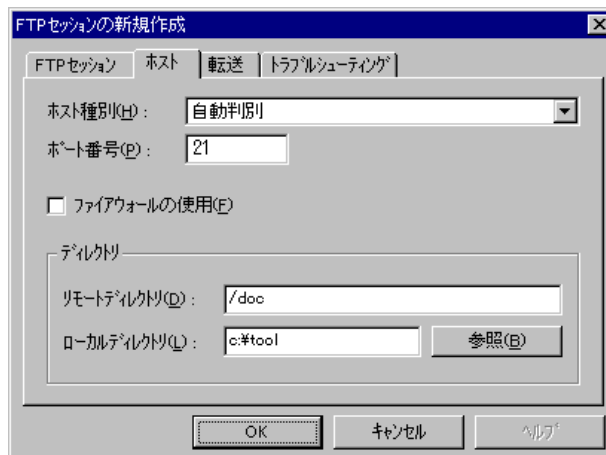 FTPｾｯｼｮﾝの新規作成
FTPｾｯｼｮﾝ ﾎｽﾄ 転送 ﾄﾗﾌﾞﾙｼｭｰﾃｨﾝｸﾞ
ﾎｽﾄ種別(H)： 自動判別
ﾎﾟｰﾄ番号(P)： 21
ﾌｧｲｱｳｫｰﾙの使用(F)
ﾃﾞｨﾚｸﾄﾘ
ﾘﾓｰﾄﾃﾞｨﾚｸﾄﾘ(D)： /doc
ﾛｰｶﾙﾃﾞｨﾚｸﾄﾘ(L)： c:¥tool 参照(B)
OK ｷｬﾝｾﾙ ﾍﾙﾌﾟ